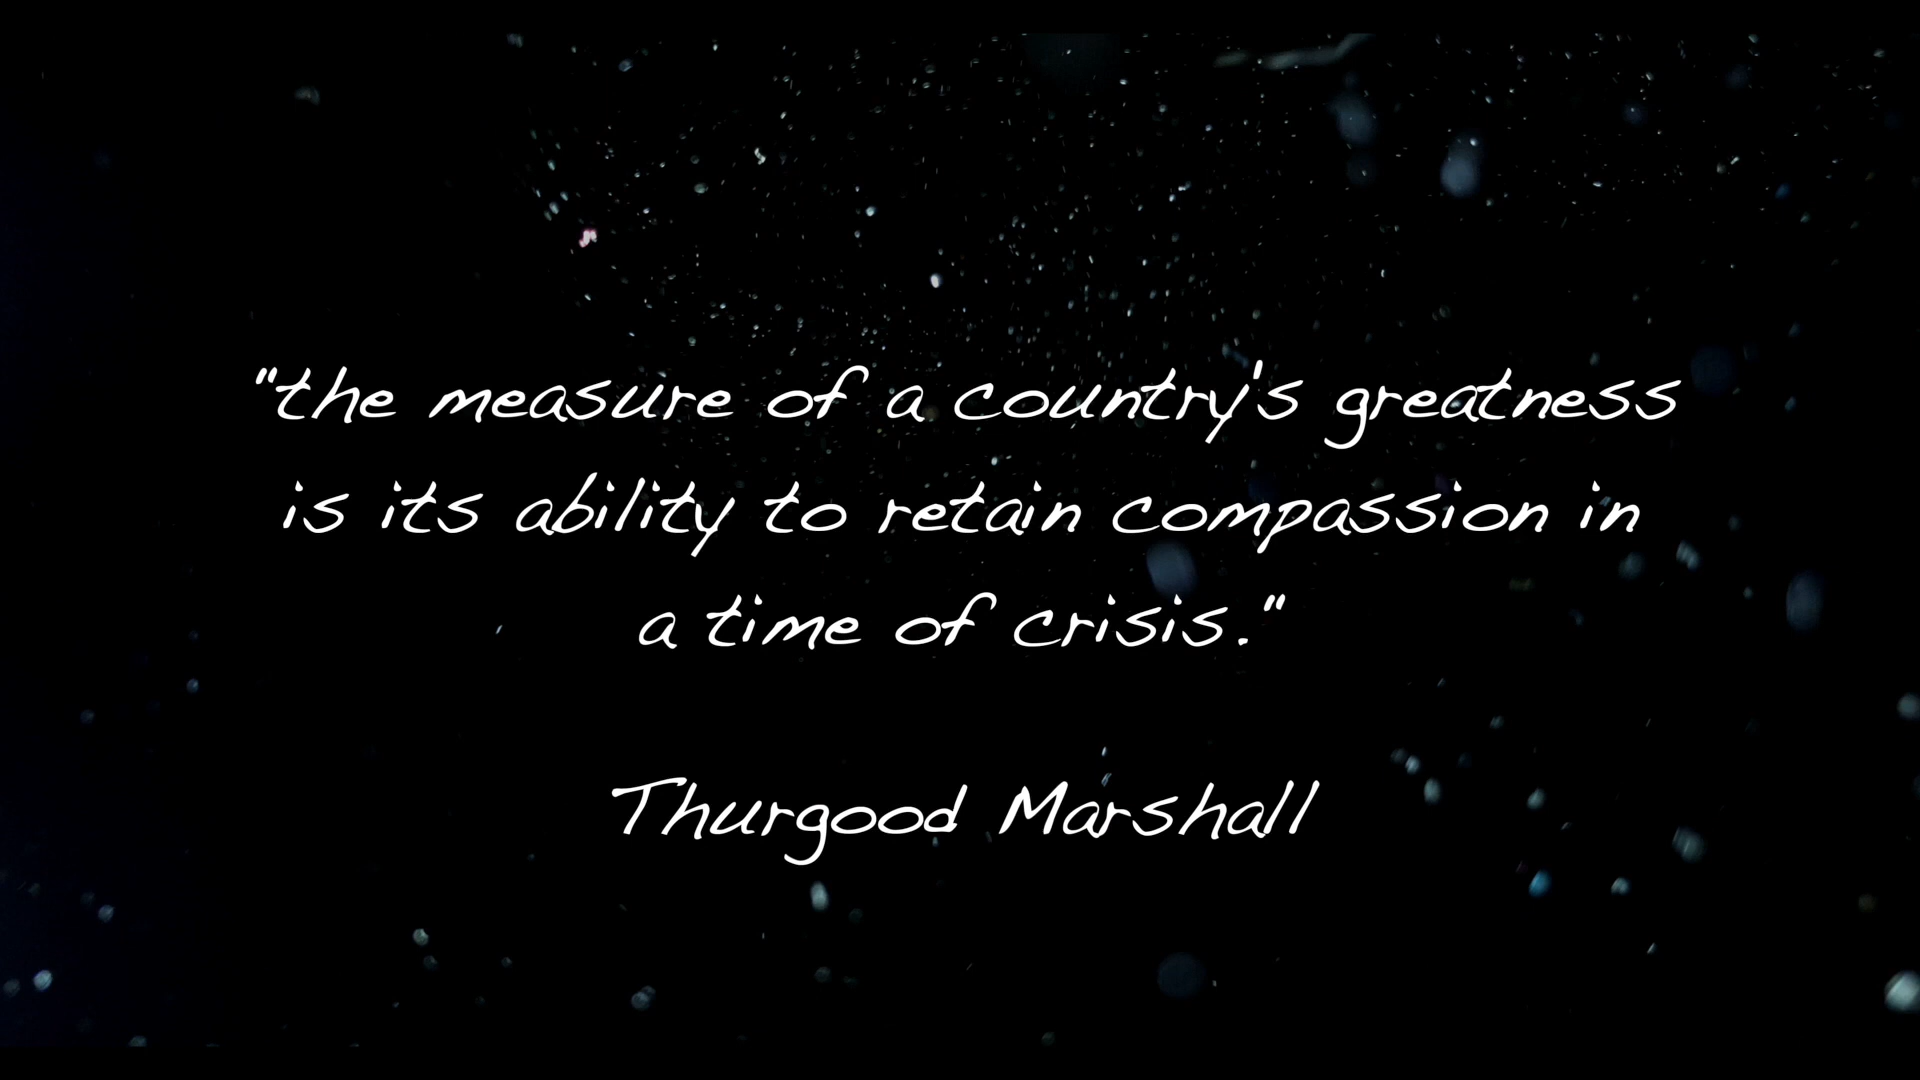 "the measure of a country's greatness
is its ability to retain compassion in
a time of crisis."
Thurgood Marshall